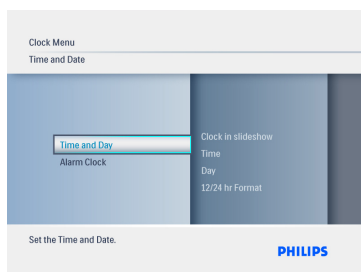 Clock Menu
Time and Date
Time and Day
Alarm Clock
Clock in slideshow
Time
Day
12/24 hr Format
Set the Time and Date.
PHILIPS